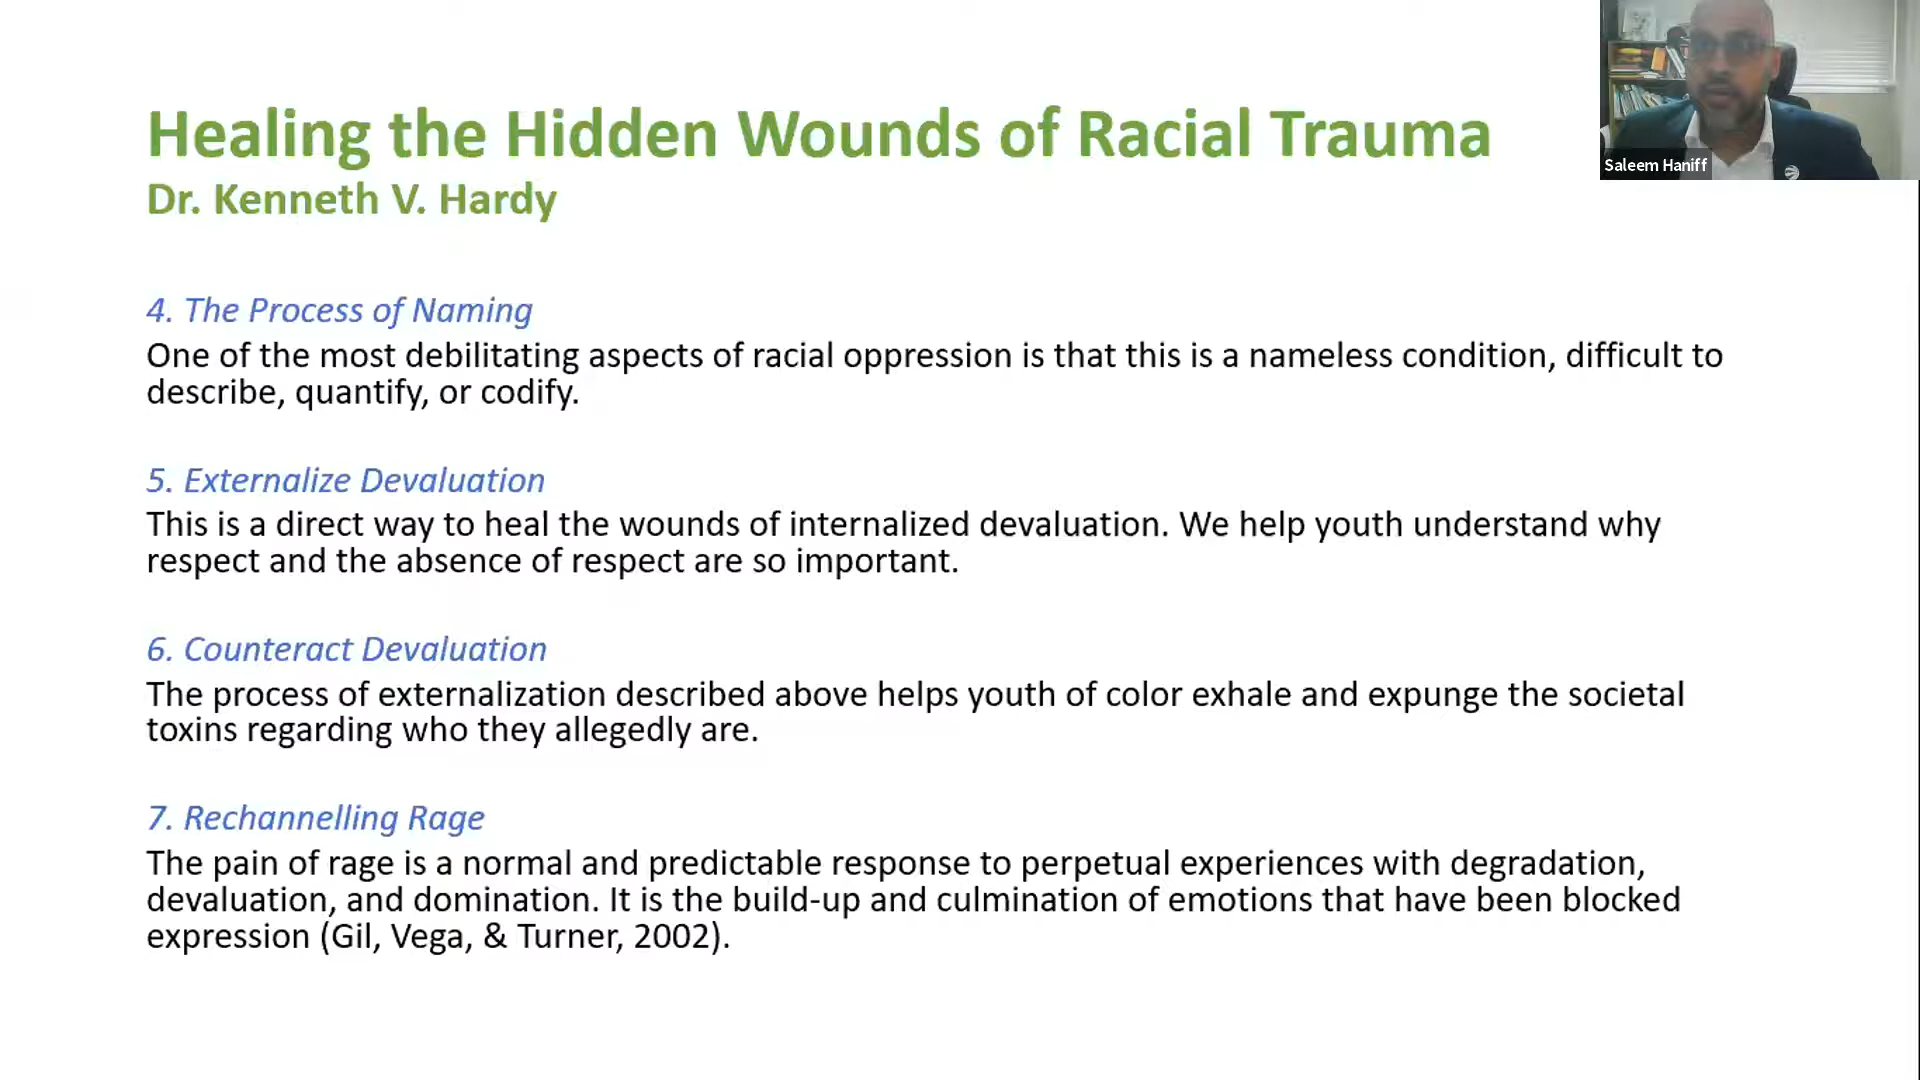 Healing the Hidden Wounds of Racial Trauma
Dr. Kenneth V. Hardy
Saleem Haniff
4. The Process of Naming
One of the most debilitating aspects of racial oppression is that this is a nameless condition, difficult to
describe, quantify, or codify.
5. Externalize Devaluation
This is a direct way to heal the wounds of internalized devaluation. We help youth understand why
respect and the absence of respect are so important.
6. Counteract Devaluation
The process of externalization described above helps youth of color exhale and expunge the societal
toxins regarding who they allegedly are.
7. Rechannelling Rage
The pain of rage is a normal and predictable response to perpetual experiences with degradation,
devaluation, and domination. It is the build-up and culmination of emotions that have been blocked
expression (Gil, Vega, & Turner, 2002).